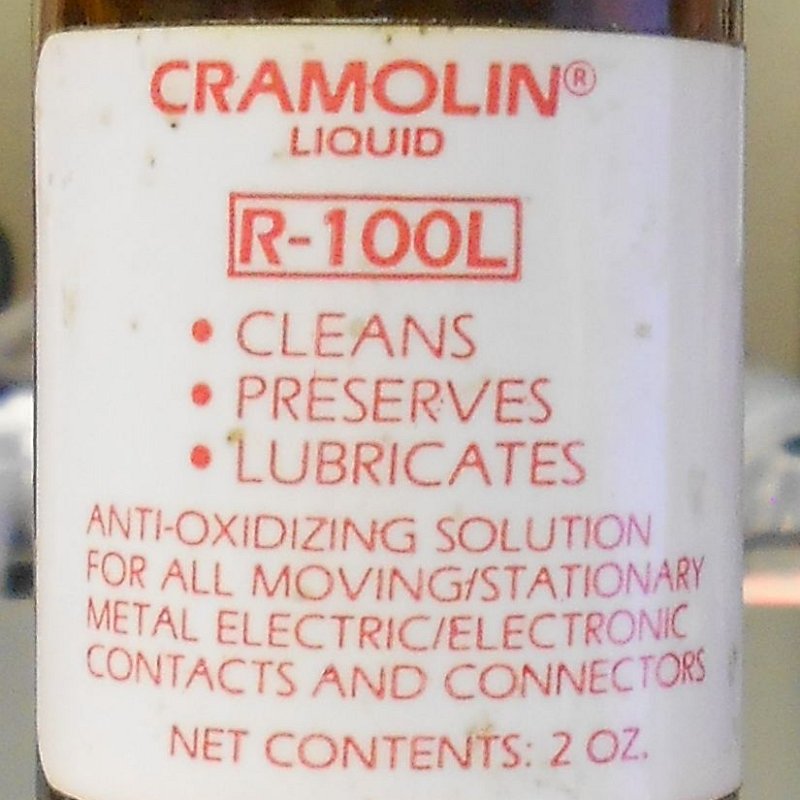 CRAMOLIN®
LIQUID
R-100L
• CLEANS
• PRESERVES
• LUBRICATES
ANTI-OXIDIZING SOLUTION
FOR ALL MOVING/STATIONARY
METAL ELECTRIC/ELECTRONIC
CONTACTS AND CONNECTORS
NET CONTENTS: 2 OZ.